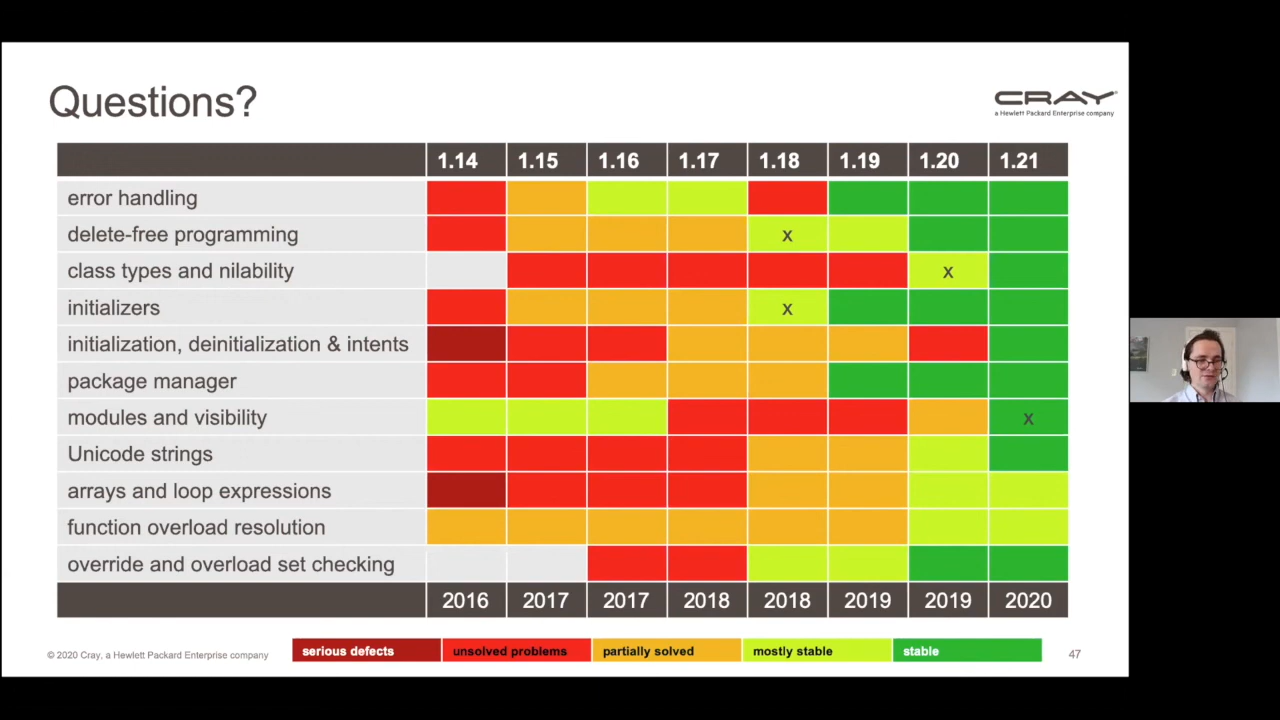 Questions?
CRAY
a Hewlett Packard Enterprise company
1.14 1.15 1.16 1.17 1.18 1.19 1.20 1.21
error handling
delete-free programming x
class types and nilability x
initializers x
initialization, deinitialization & intents
package manager
modules and visibility x
Unicode strings
arrays and loop expressions
function overload resolution
override and overload set checking
2016 2017 2017 2018 2018 2019 2019 2020
serious defects unsolved problems partially solved mostly stable stable
© 2020 Cray, a Hewlett Packard Enterprise company 47